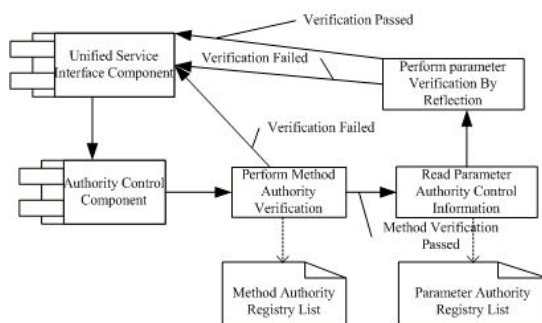 Verification Passed
Unified Service
Interface Component
Verification Failed
Perform parameter
Verification By
Reflection
Verification Failed
Authority Control
Component
Perform Method
Authority
Verification
Read Parameter
Authority Control
Information
Method Verification
Passed
Method Authority
Registry List
Parameter Authority
Registry List